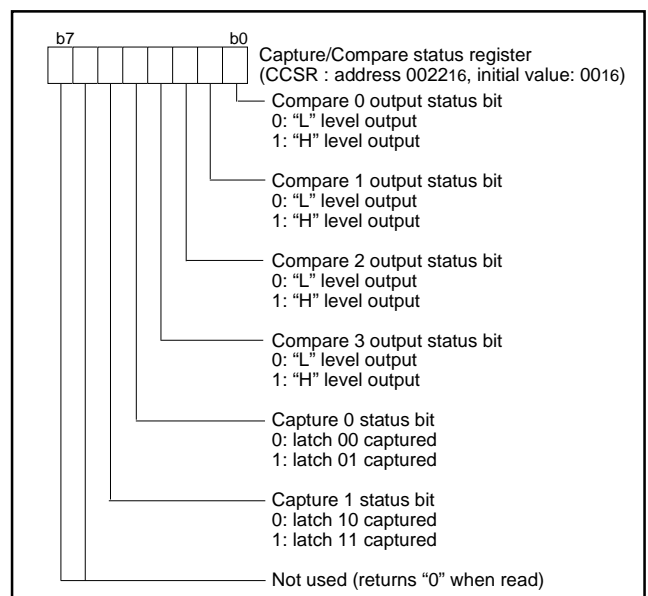 b7 b0
Capture/Compare status register
(CCSR : address 002216, initial value: 0016)
Compare 0 output status bit
0: “L” level output
1: “H” level output
Compare 1 output status bit
0: “L” level output
1: “H” level output
Compare 2 output status bit
0: “L” level output
1: “H” level output
Compare 3 output status bit
0: “L” level output
1: “H” level output
Capture 0 status bit
0: latch 00 captured
1: latch 01 captured
Capture 1 status bit
0: latch 10 captured
1: latch 11 captured
Not used (returns “0” when read)